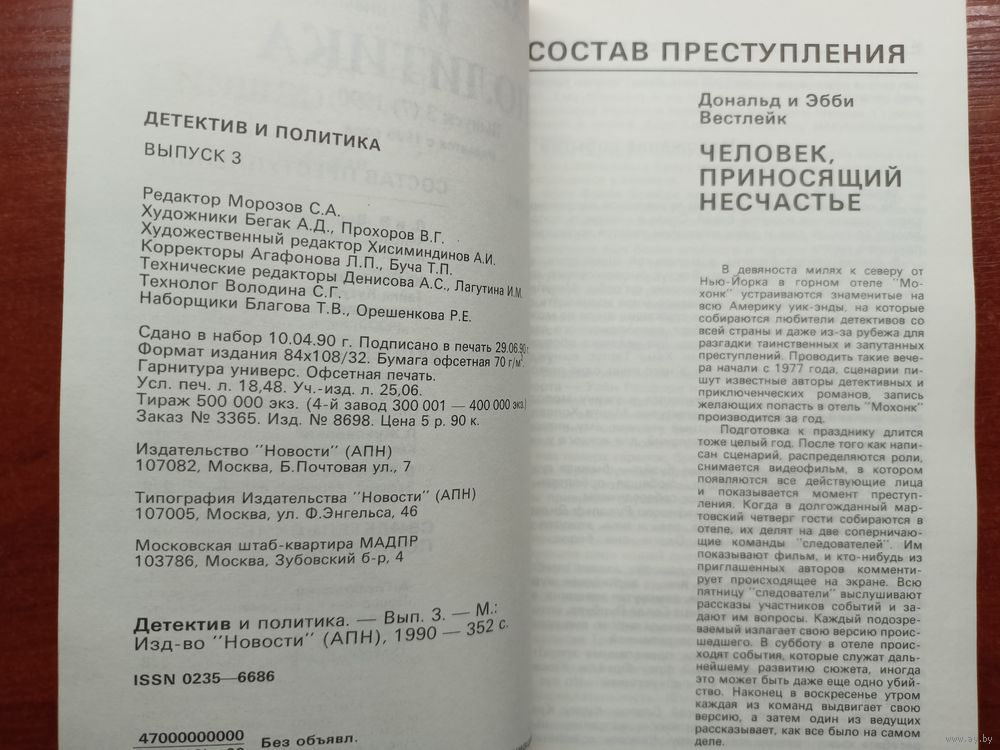 ДЕТЕКТИВ И ПОЛИТИКА
ВЫПУСК 3
Редактор Морозов С.А.
Художники Бегак А.Д., Прохоров В.Г.
Художественный редактор Хисиминдинов А.И.
Корректоры Агафонова Л.П., Буча Т.П.
Технические редакторы Денисова А.С., Лагутина И.М.
Технолог Володина С.Г.
Наборщики Благова Т.В., Орешенкова Р.Е.
Сдано в набор 10.04.90 г. Подписано в печать 29.06.90 г.
Формат издания 84х108/32. Бумага офсетная 70 г/м².
Гарнитура универс. Офсетная печать.
Усл. печ. л. 18,48. Уч.-изд. л. 25,06.
Тираж 500 000 экз. (4-й завод 300 001 — 400 000 экз.)
Заказ № 3365. Изд. № 8698. Цена 5 р. 90 к.
Издательство "Новости" (АПН)
107082, Москва, Б.Почтовая ул., 7
Типография Издательства "Новости" (АПН)
107005, Москва, ул. Ф.Энгельса, 46
Московская штаб-квартира МАДПР
103786, Москва, Зубовский б-р, 4
Детектив и политика. — Вып. 3. — М.:
Изд-во "Новости" (АПН), 1990 — 352 с.
ISSN 0235—6686
47000000000
Без объявл.
СОСТАВ ПРЕСТУПЛЕНИЯ
Дональд и Эбби
Вестлейк
ЧЕЛОВЕК,
ПРИНОСЯЩИЙ
НЕСЧАСТЬЕ
В девяноста милях к северу от
Нью-Йорка в горном отеле "Мо-
хонк" устраиваются знаменитые на
всю Америку уик-энды, на которые
собираются любители детективов со
всей страны и даже из-за рубежа для
разгадки таинственных и запутанных
преступлений. Проводить такие вече-
ра начали с 1977 года, сценарии пи-
шут известные авторы детективных и
приключенческих романов, запись
желающих попасть в отель "Мохонк"
производится за год.
Подготовка к празднику длится
тоже целый год. После того как напи-
сан сценарий, распределяются роли,
снимается видеофильм, в котором
появляются все действующие лица
и показывается момент преступ-
ления. Когда в долгожданный мар-
товский четверг гости собираются в
отеле, их делят на две соперничаю-
щие команды "следователей". Им
показывают фильм, и кто-нибудь из
приглашенных авторов комменти-
рует происходящее на экране. Всю
пятницу "следователи" выслушивают
рассказы участников событий и за-
дают им вопросы. Каждый подозре-
ваемый излагает свою версию проис-
шедшего. В субботу в отеле проис-
ходят события, которые служат даль-
нейшему развитию сюжета, иногда
это может быть даже еще одно убий-
ство. Наконец в воскресенье утром
каждая из команд выдвигает свою
версию, а затем один из ведущих
рассказывает, как все было на самом
деле.
www.ay.by